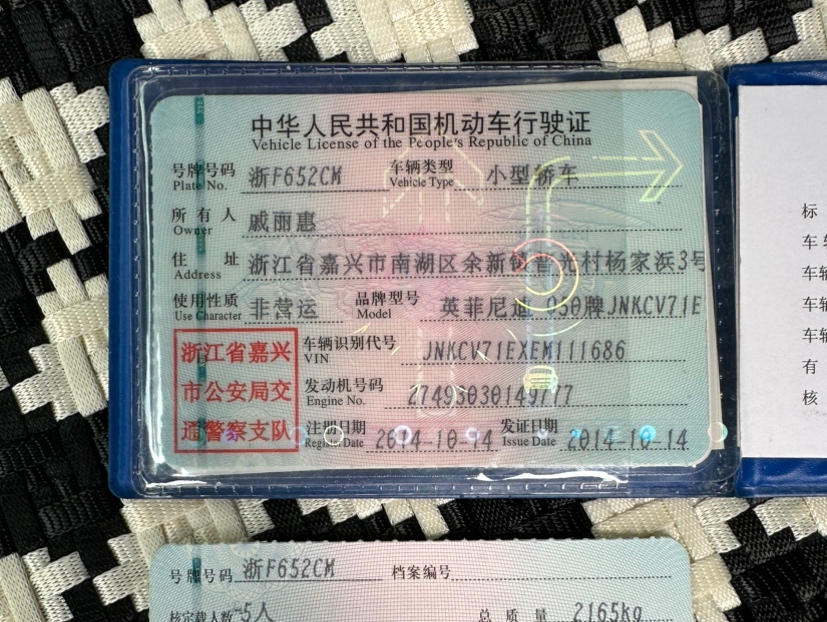 中华人民共和国机动车行驶证
Vehicle License of the People's Republic of China
号牌号码 Plate No. 浙F652CM 车辆类型 Vehicle Type 小型轿车
所有人 Owner 戚丽惠
住址 Address 浙江省嘉兴市南湖区余新镇普光村杨家浜3号
使用性质 Use Character 非营运 品牌型号 Model 英菲尼迪 Q50牌JNKCV71E
浙江省嘉兴 车辆识别代号 VIN JNKCV71EXEM111686
市公安局交 发动机号码 Engine No.
通警察支队 注册日期 Register Date 2014-10-14 发证日期 Issue Date 2014-10-14
号牌号码 浙F652CM 档案编号
核定载人数 5人 总质量 2165kg
标
车
车辆
车辆
车辆
有
核